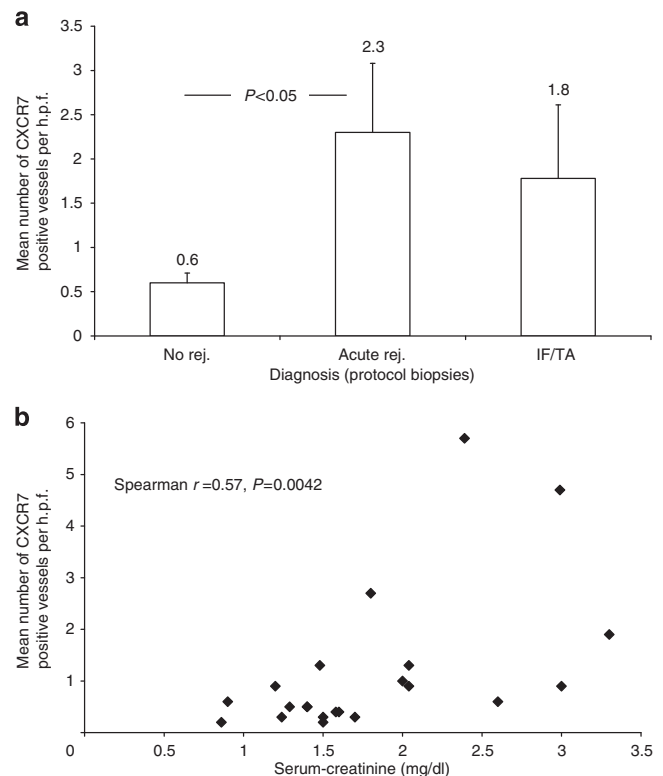 a
Mean number of CXCR7
positive vessels per h.p.f.
3.5
3
2.5
2
1.5
1
0.5
0
P<0.05
0.6
2.3
1.8
No rej.
Acute rej.
IF/TA
Diagnosis (protocol biopsies)
b
Mean number of CXCR7
positive vessels per h.p.f.
6
5
4
3
2
1
Spearman r =0.57, P=0.0042
0
0.5
1
1.5
2
2.5
3
3.5
Serum-creatinine (mg/dl)